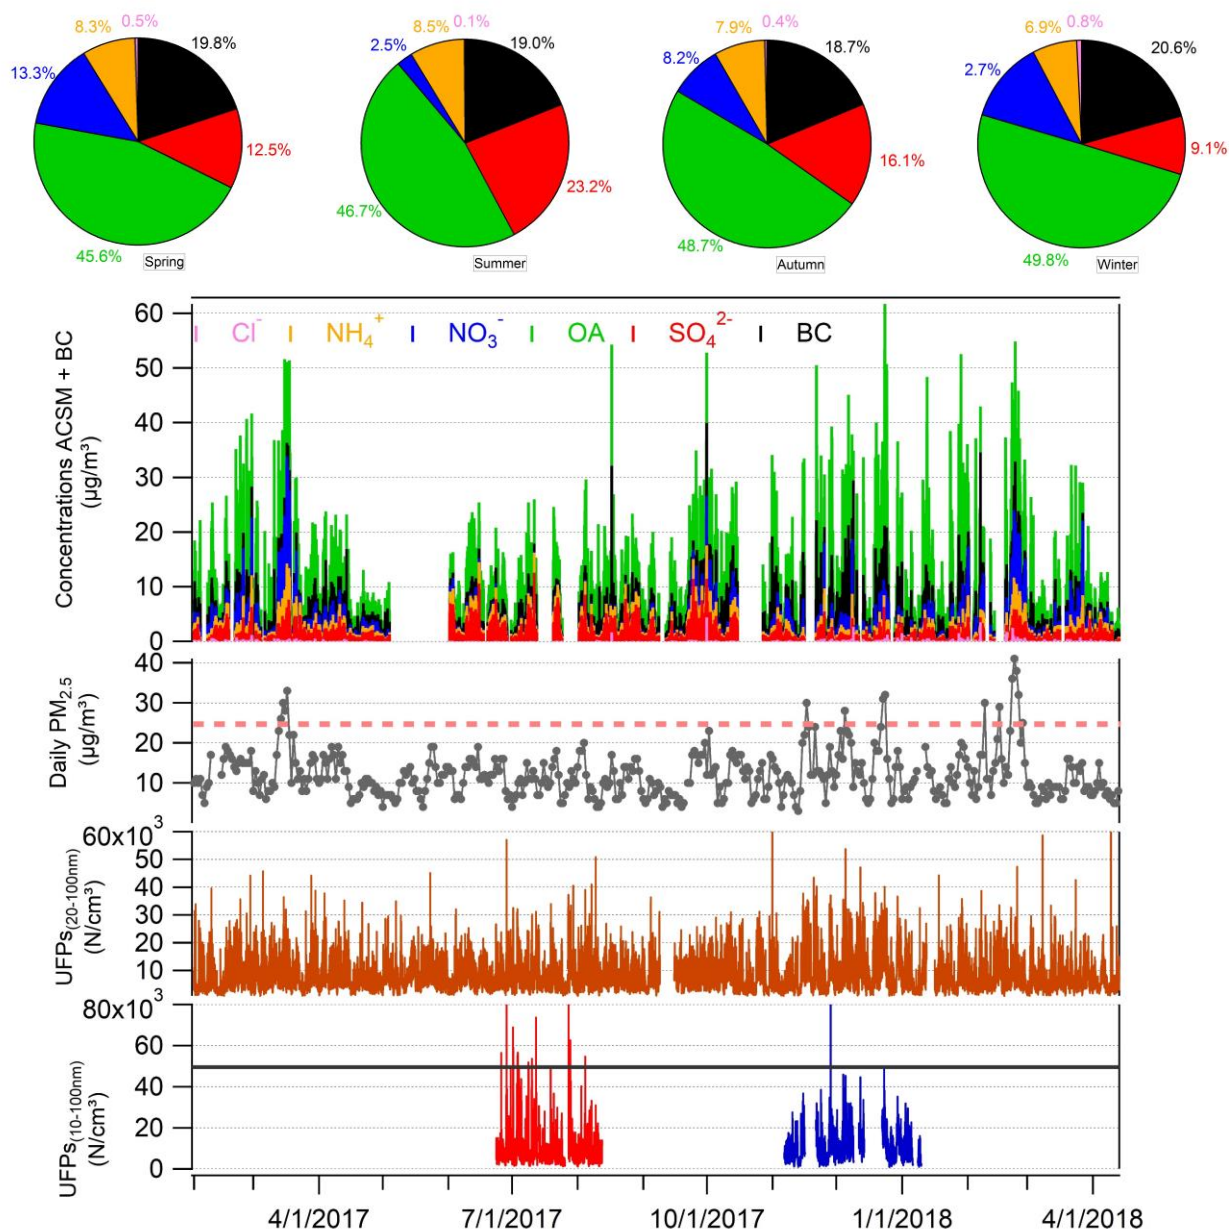 8.3% 0.5%
19.8%
13.3%
12.5%
45.6%
Spring
8.5% 0.1%
2.5%
19.0%
23.2%
46.7%
Summer
7.9% 0.4%
8.2%
18.7%
16.1%
48.7%
Autumn
6.9% 0.8%
2.7%
20.6%
9.1%
49.8%
Winter
Concentrations ACSM + BC
(µg/m³)
60
50
40
30
20
10
0
Cl⁻ NH₄⁺ NO₃⁻ OA SO₄²⁻ BC
Daily PM₂.₅
(µg/m³)
40
30
20
10
UFPs(20-100nm)
(N/cm³)
60x10³
50
40
30
20
10
UFPs(10-100nm)
(N/cm³)
80x10³
60
40
20
0
4/1/2017 7/1/2017 10/1/2017 1/1/2018 4/1/2018